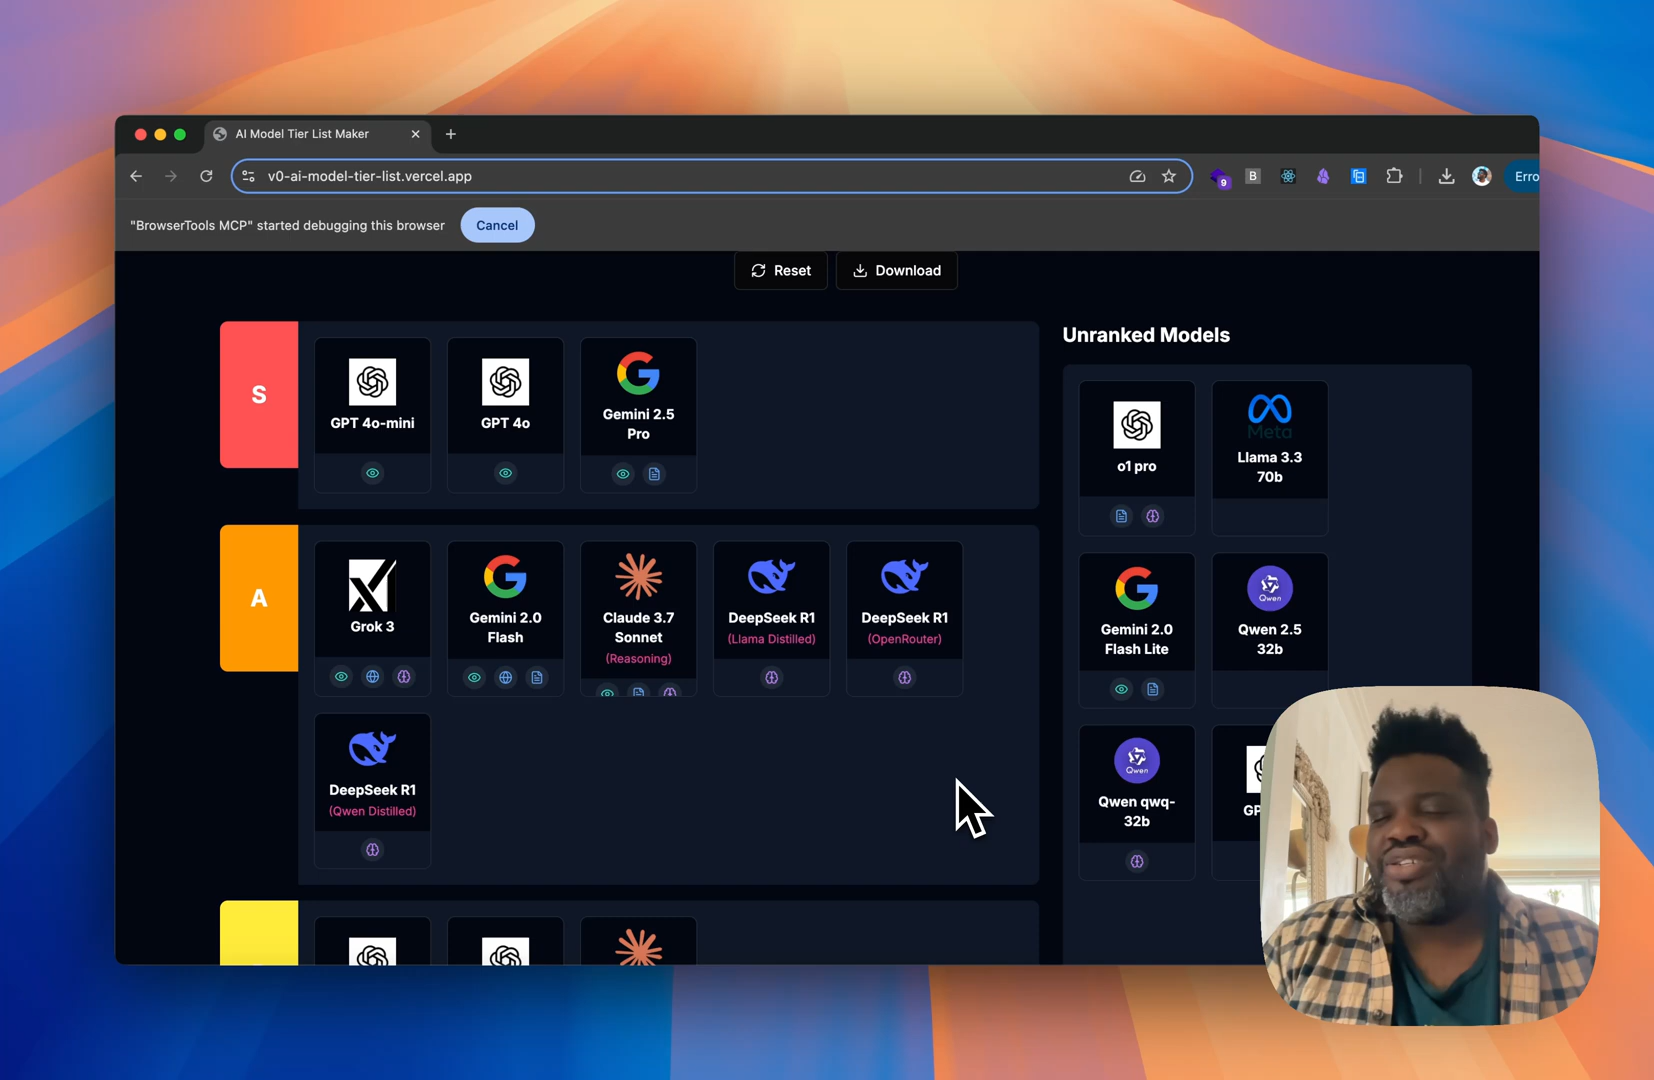 AI Model Tier List Maker
v0-ai-model-tier-list.vercel.app
9
B
Erro
"BrowserTools MCP" started debugging this browser
Cancel
Reset
Download
S
GPT 4o-mini
GPT 4o
Gemini 2.5
Pro
A
Grok 3
Gemini 2.0
Flash
Claude 3.7
Sonnet
(Reasoning)
DeepSeek R1
(Llama Distilled)
DeepSeek R1
(OpenRouter)
DeepSeek R1
(Qwen Distilled)
Unranked Models
o1 pro
Meta
Llama 3.3
70b
Gemini 2.0
Flash Lite
Qwen
Qwen 2.5
32b
Qwen
Qwen qwq-
32b
GP